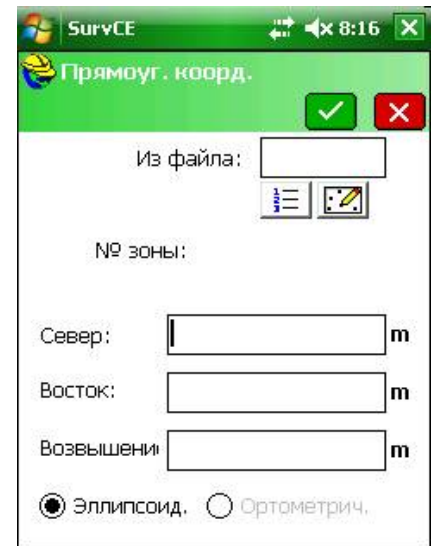 SurvCE 8:16
Прямоуг. коорд.
Из файла:
№ зоны:
Север: m
Восток: m
Возвышени m
Эллипсоид. Ортометрич.